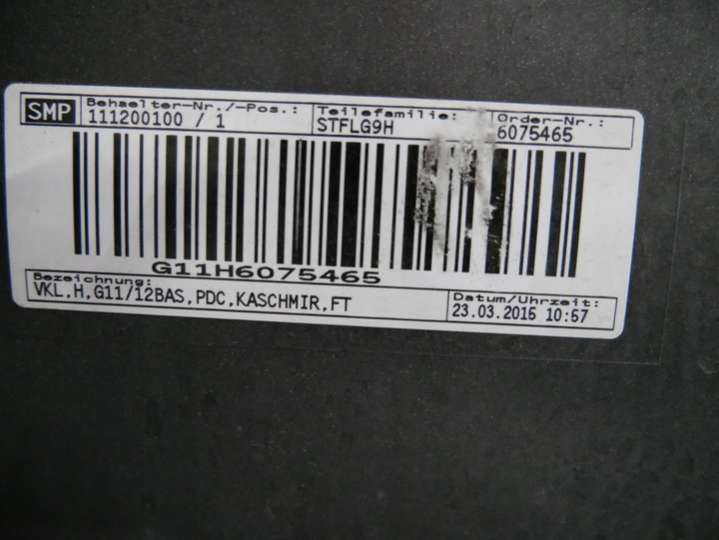 SMP
Behaelter-Nr./-Pos.:
111200100 / 1
Teilefamilie:
STFLG9H
Order-Nr.:
6075465
G11H6075465
Bezeichnung:
VKL,H,G11/12BAS,PDC,KASCHMIR,FT
Datum/Uhrzeit:
23.03.2015 10:57